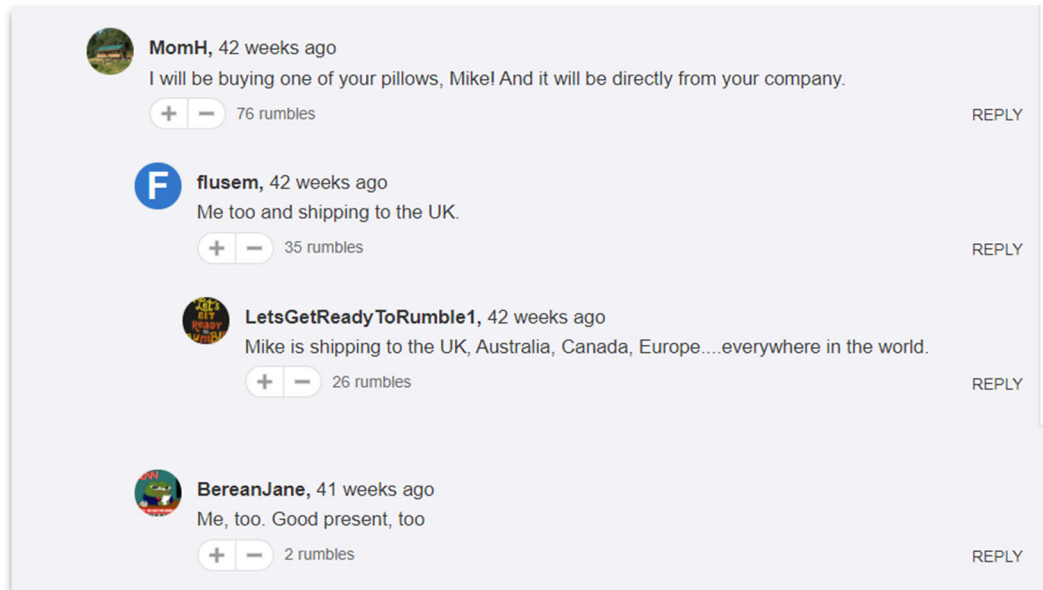 MomH, 42 weeks ago
I will be buying one of your pillows, Mike! And it will be directly from your company.
+ − 76 rumbles
REPLY
F
flusem, 42 weeks ago
Me too and shipping to the UK.
+ − 35 rumbles
REPLY
Let's
GET
READY
LetsGetReadyToRumble1, 42 weeks ago
Mike is shipping to the UK, Australia, Canada, Europe....everywhere in the world.
+ − 26 rumbles
REPLY
BereanJane, 41 weeks ago
Me, too. Good present, too
+ − 2 rumbles
REPLY